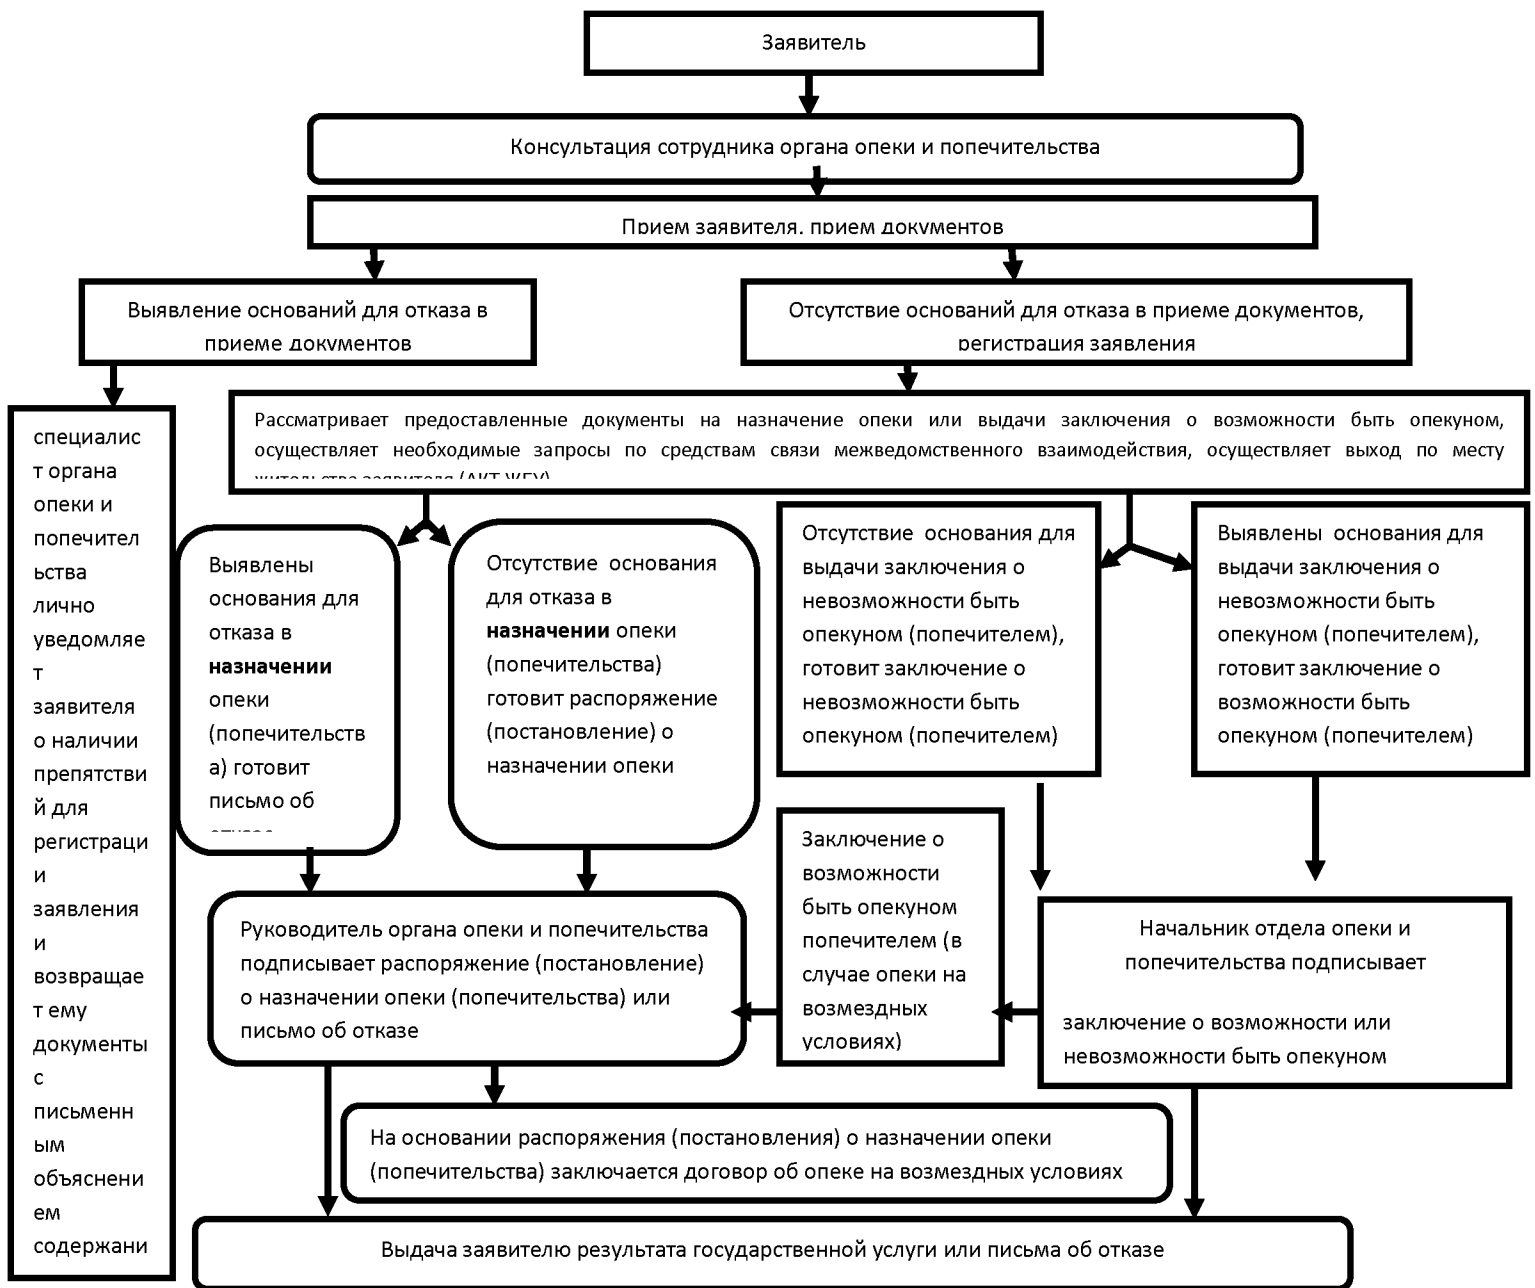 Заявитель
Консультация сотрудника органа опеки и попечительства
Прием заявителя, прием документов
Выявление оснований для отказа в
приеме документов
Отсутствие оснований для отказа в приеме документов,
регистрация заявления
Рассматривает предоставленные документы на назначение опеки или выдачи заключения о возможности быть опекуном,
осуществляет необходимые запросы по средствам связи межведомственного взаимодействия, осуществляет выход по месту
жительства заявителя (АКТ ЖБУ)
специалис
т органа
опеки и
попечител
ьства
лично
уведомляе
т
заявителя
о наличии
препятстви
й для
регистраци
и
заявления
и
возвращае
т ему
документы
с
письменн
ым
объяснени
ем
содержани
Выявлены
основания для
отказа в
назначении
опеки
(попечительств
а) готовит
письмо об
отказе
Отсутствие основания
для отказа в
назначении опеки
(попечительства)
готовит распоряжение
(постановление) о
назначении опеки
Отсутствие основания для
выдачи заключения о
невозможности быть
опекуном (попечителем),
готовит заключение о
невозможности быть
опекуном (попечителем)
Выявлены основания для
выдачи заключения о
невозможности быть
опекуном (попечителем),
готовит заключение о
возможности быть
опекуном (попечителем)
Руководитель органа опеки и попечительства
подписывает распоряжение (постановление)
о назначении опеки (попечительства) или
письмо об отказе
Заключение о
возможности
быть опекуном
попечителем (в
случае опеки на
возмездных
условиях)
Начальник отдела опеки и
попечительства подписывает
заключение о возможности или
невозможности быть опекуном
На основании распоряжения (постановления) о назначении опеки
(попечительства) заключается договор об опеке на возмездных условиях
Выдача заявителю результата государственной услуги или письма об отказе